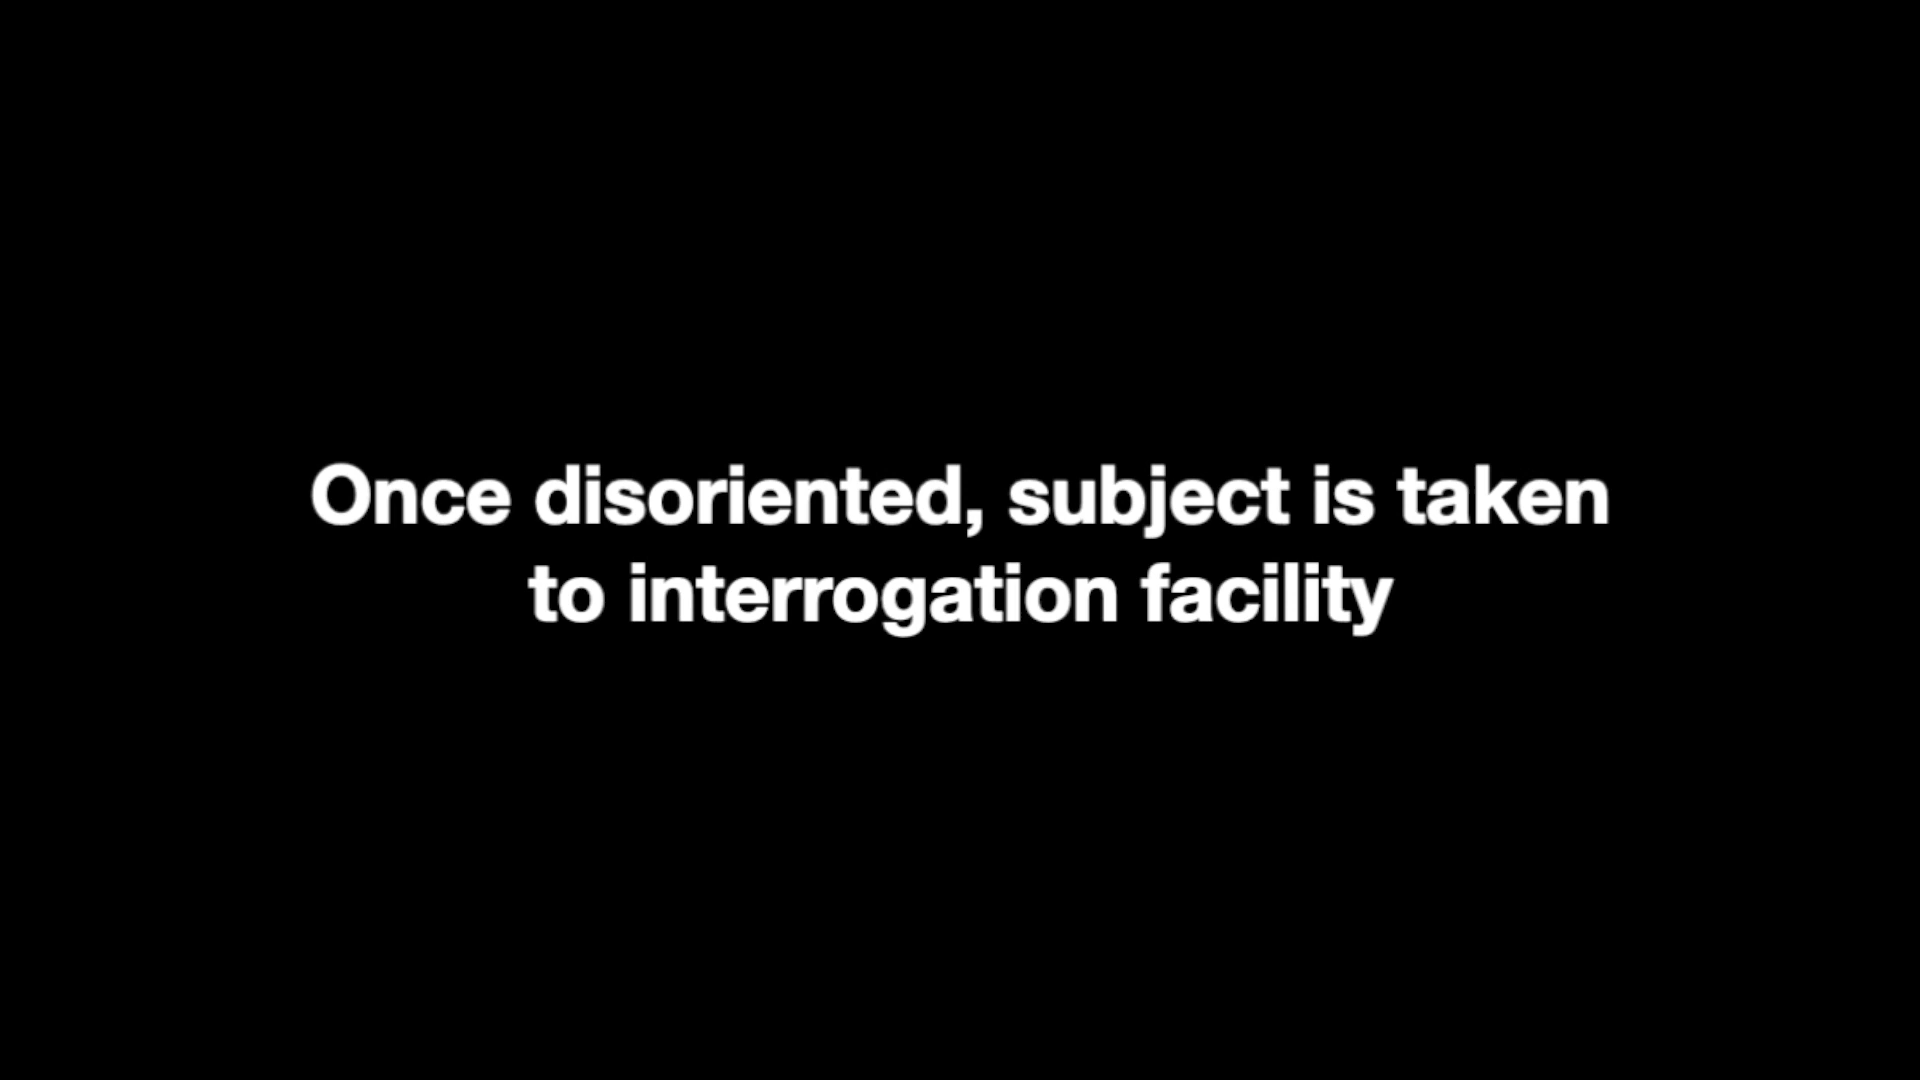 Once disoriented, subject is taken
to interrogation facility